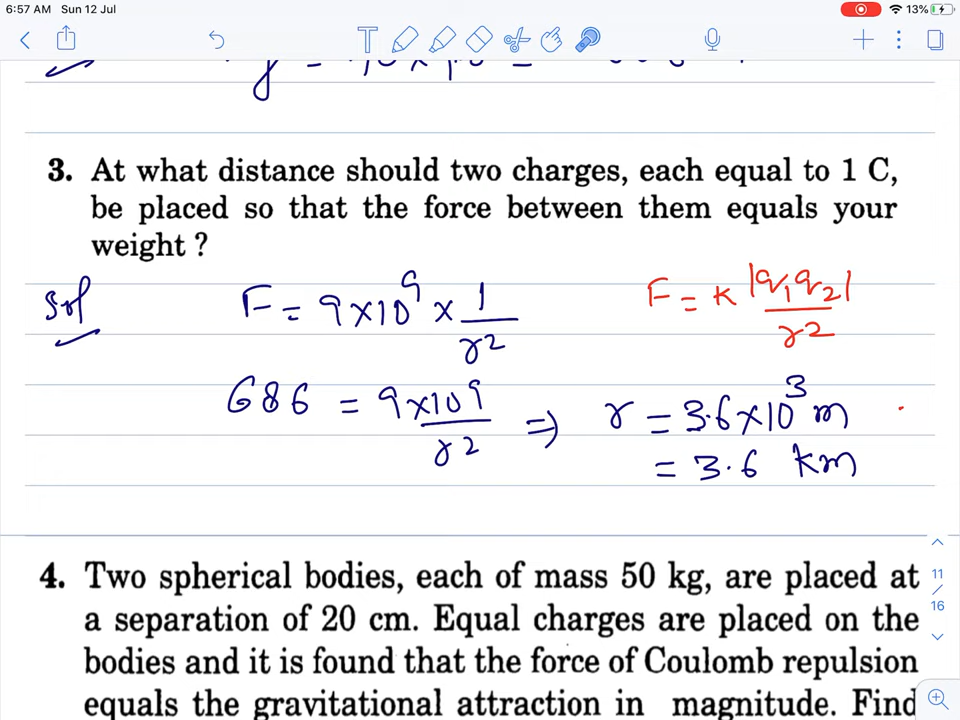 6:57 AM Sun 12 Jul 13%
3. At what distance should two charges, each equal to 1 C,
be placed so that the force between them equals your
weight ?
Sol F = 9×10⁹ × 1/r² F = K |q₁q₂|/r²
686 = 9×10⁹/r² ⇒ r = 3.6×10³ m
= 3.6 km
11
/
16
4. Two spherical bodies, each of mass 50 kg, are placed at
a separation of 20 cm. Equal charges are placed on the
bodies and it is found that the force of Coulomb repulsion
equals the gravitational attraction in magnitude. Find